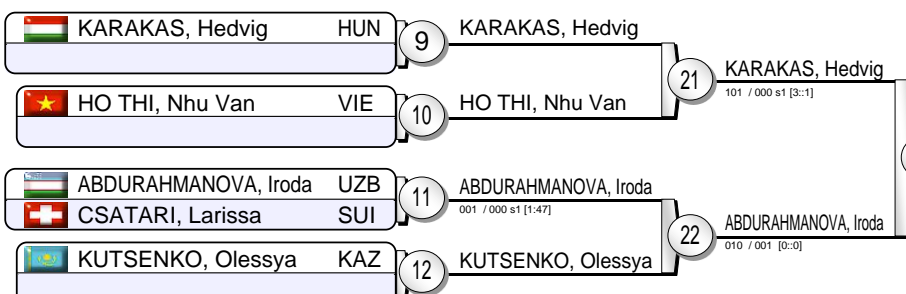 KARAKAS, Hedvig HUN
9
KARAKAS, Hedvig
HO THI, Nhu Van VIE
10
HO THI, Nhu Van
21
KARAKAS, Hedvig
101 / 000 s1 [3::1]
ABDURAHMANOVA, Iroda UZB
CSATARI, Larissa SUI
11
ABDURAHMANOVA, Iroda
001 / 000 s1 [1:47]
KUTSENKO, Olessya KAZ
12
KUTSENKO, Olessya
22
ABDURAHMANOVA, Iroda
010 / 001 [0::0]